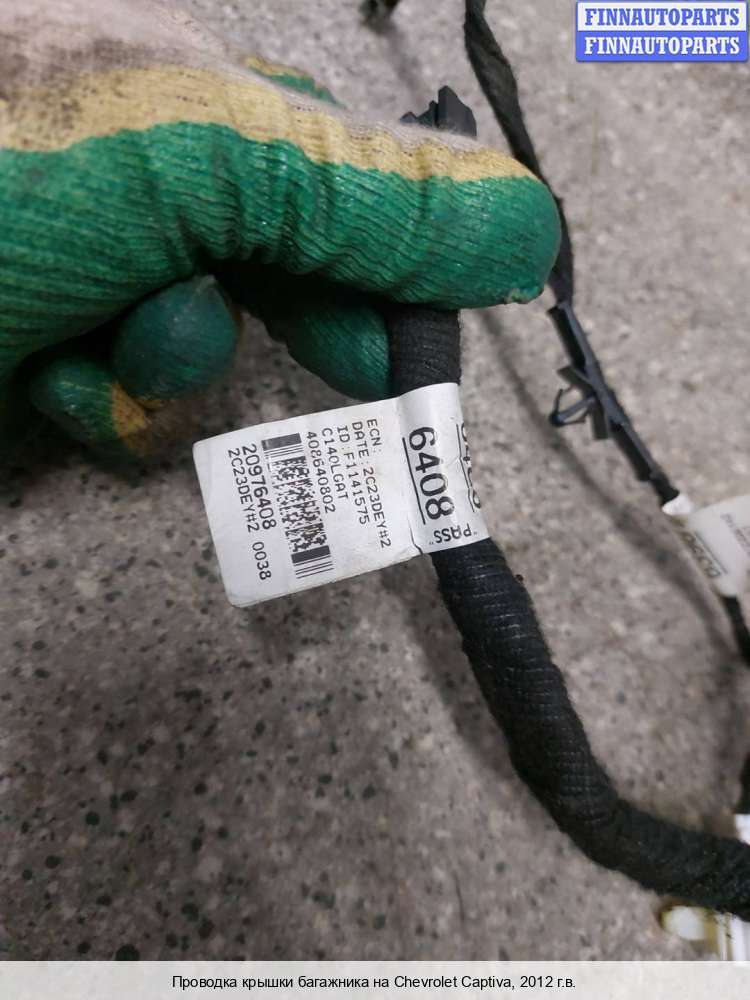 FINNAUTOPARTS
FINNAUTOPARTS
ECN:
DATE:2C23DEY#2
ID:F1141575
C140LGAT
408640802
20976408
2C23DEY#2 0038
6408
"PASS"
Проводка крышки багажника на Chevrolet Captiva, 2012 г.в.